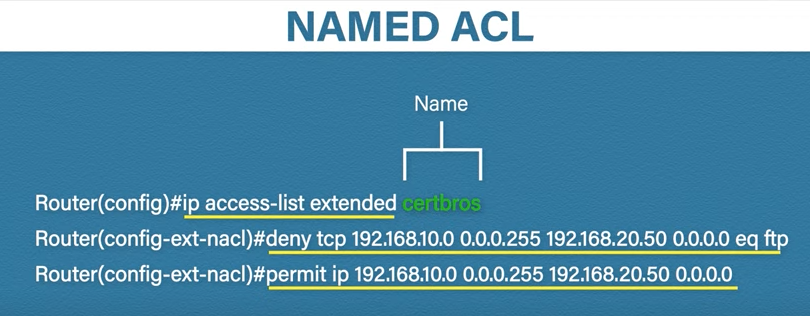 NAMED ACL
Name
Router(config)#ip access-list extended certbros
Router(config-ext-nacl)#deny tcp 192.168.10.0 0.0.0.255 192.168.20.50 0.0.0.0 eq ftp
Router(config-ext-nacl)#permit ip 192.168.10.0 0.0.0.255 192.168.20.50 0.0.0.0